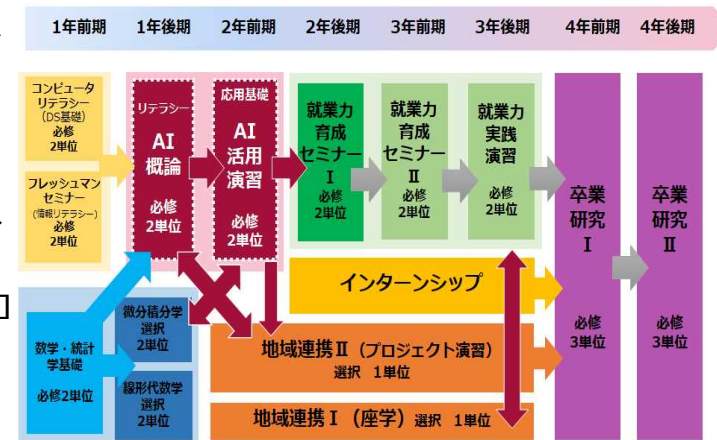 1年前期 1年後期 2年前期 2年後期 3年前期 3年後期 4年前期 4年後期
コンピュータ
リテラシー
（DS基礎）
必修
2単位
フレッシュマン
セミナー
（情報リテラシー）
必修
2単位
リテラシー
AI
概論
必修
2単位
応用基礎
AI
活用
演習
必修
2単位
就業力
育成
セミナー
I
必修
2単位
就業力
育成
セミナー
II
必修
2単位
就業力
実践
演習
必修
2単位
卒業
研究
I
必修
3単位
卒業
研究
II
必修
3単位
インターンシップ
数学・統計
学基礎
必修2単位
微分積分学
選択
2単位
線形代数学
選択
2単位
地域連携II（プロジェクト演習）
選択 1単位
地域連携I（座学）選択 1単位